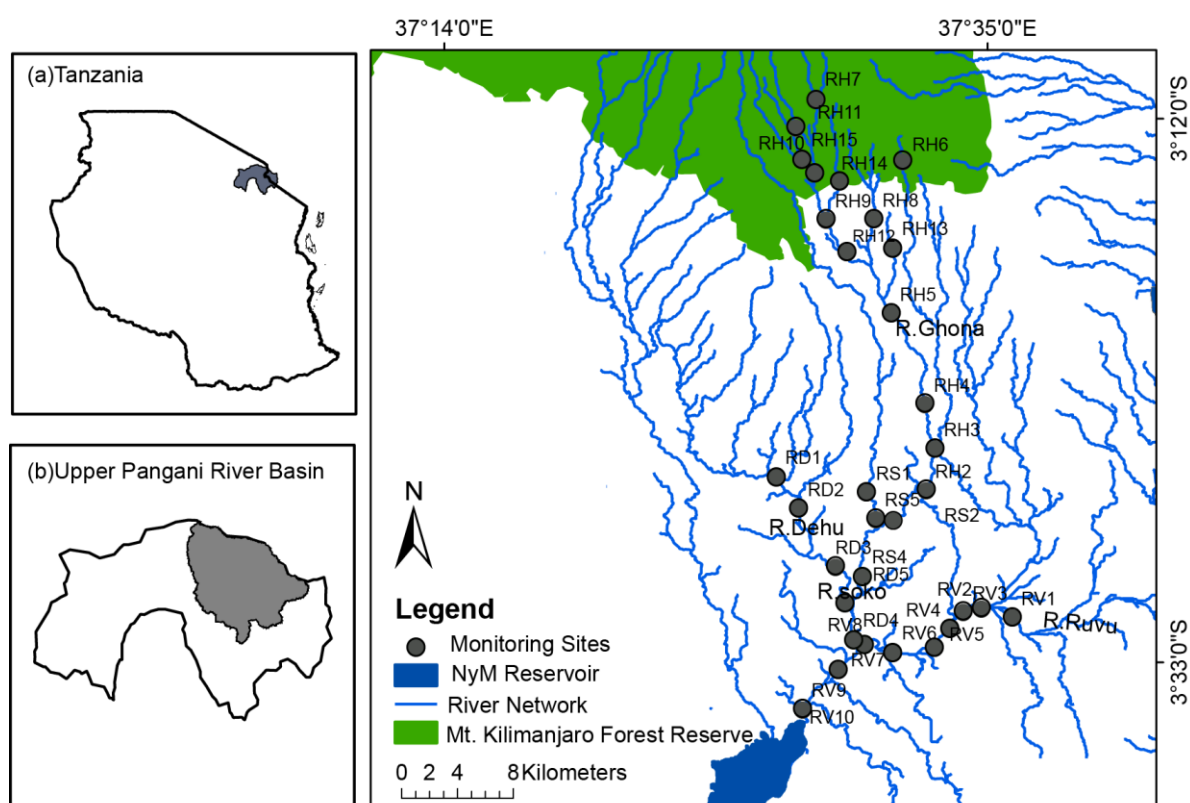 37°14'0"E
37°35'0"E
(a)Tanzania
RH7
RH11
3°12'0"S
RH10
RH15
RH6
RH14
RH9
RH8
RH12
RH13
RH5
R.Ghona
RH4
RH3
(b)Upper Pangani River Basin
RD1
RS1
RH2
N
RD2
RS5
RS2
R.Dehu
RD3
RS4
RD5
R.soko
Legend
RV2
RV3
RV1
RV4
R.Ruvu
RV8
RD4
RV6
RV5
Monitoring Sites
RV7
3°33'0"S
NyM Reservoir
RV9
River Network
RV10
Mt. Kilimanjaro Forest Reserve
0 2 4 8Kilometers